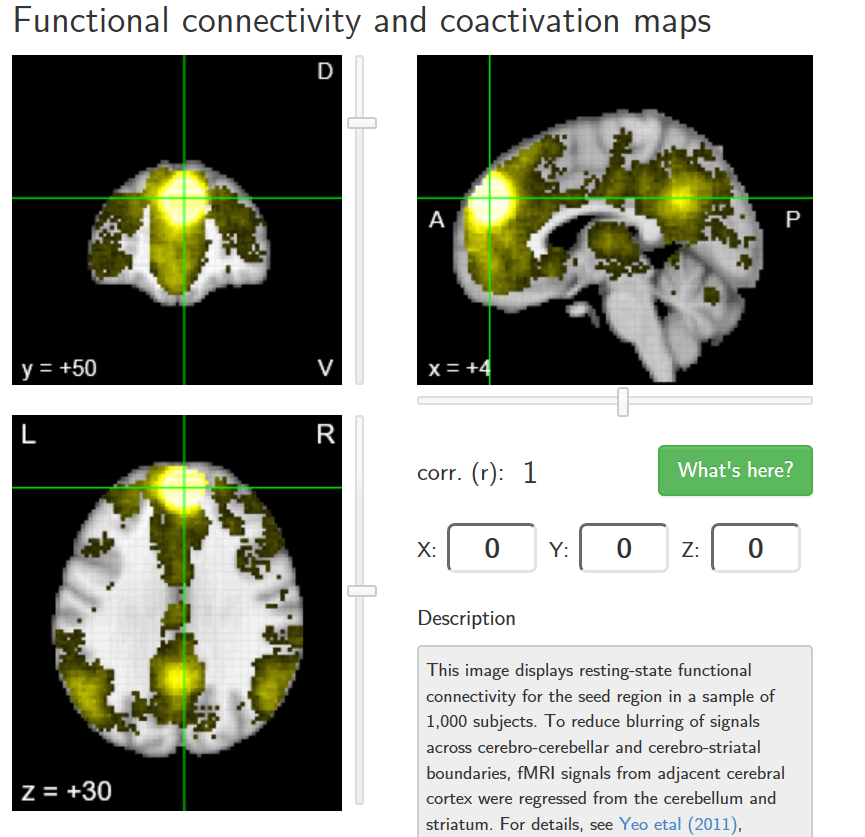 Functional connectivity and coactivation maps
D
y = +50
V
A
P
x = +4
L
R
z = +30
corr. (r): 1
What's here?
X: 0 Y: 0 Z: 0
Description
This image displays resting-state functional
connectivity for the seed region in a sample of
1,000 subjects. To reduce blurring of signals
across cerebro-cerebellar and cerebro-striatal
boundaries, fMRI signals from adjacent cerebral
cortex were regressed from the cerebellum and
striatum. For details, see Yeo etal (2011),